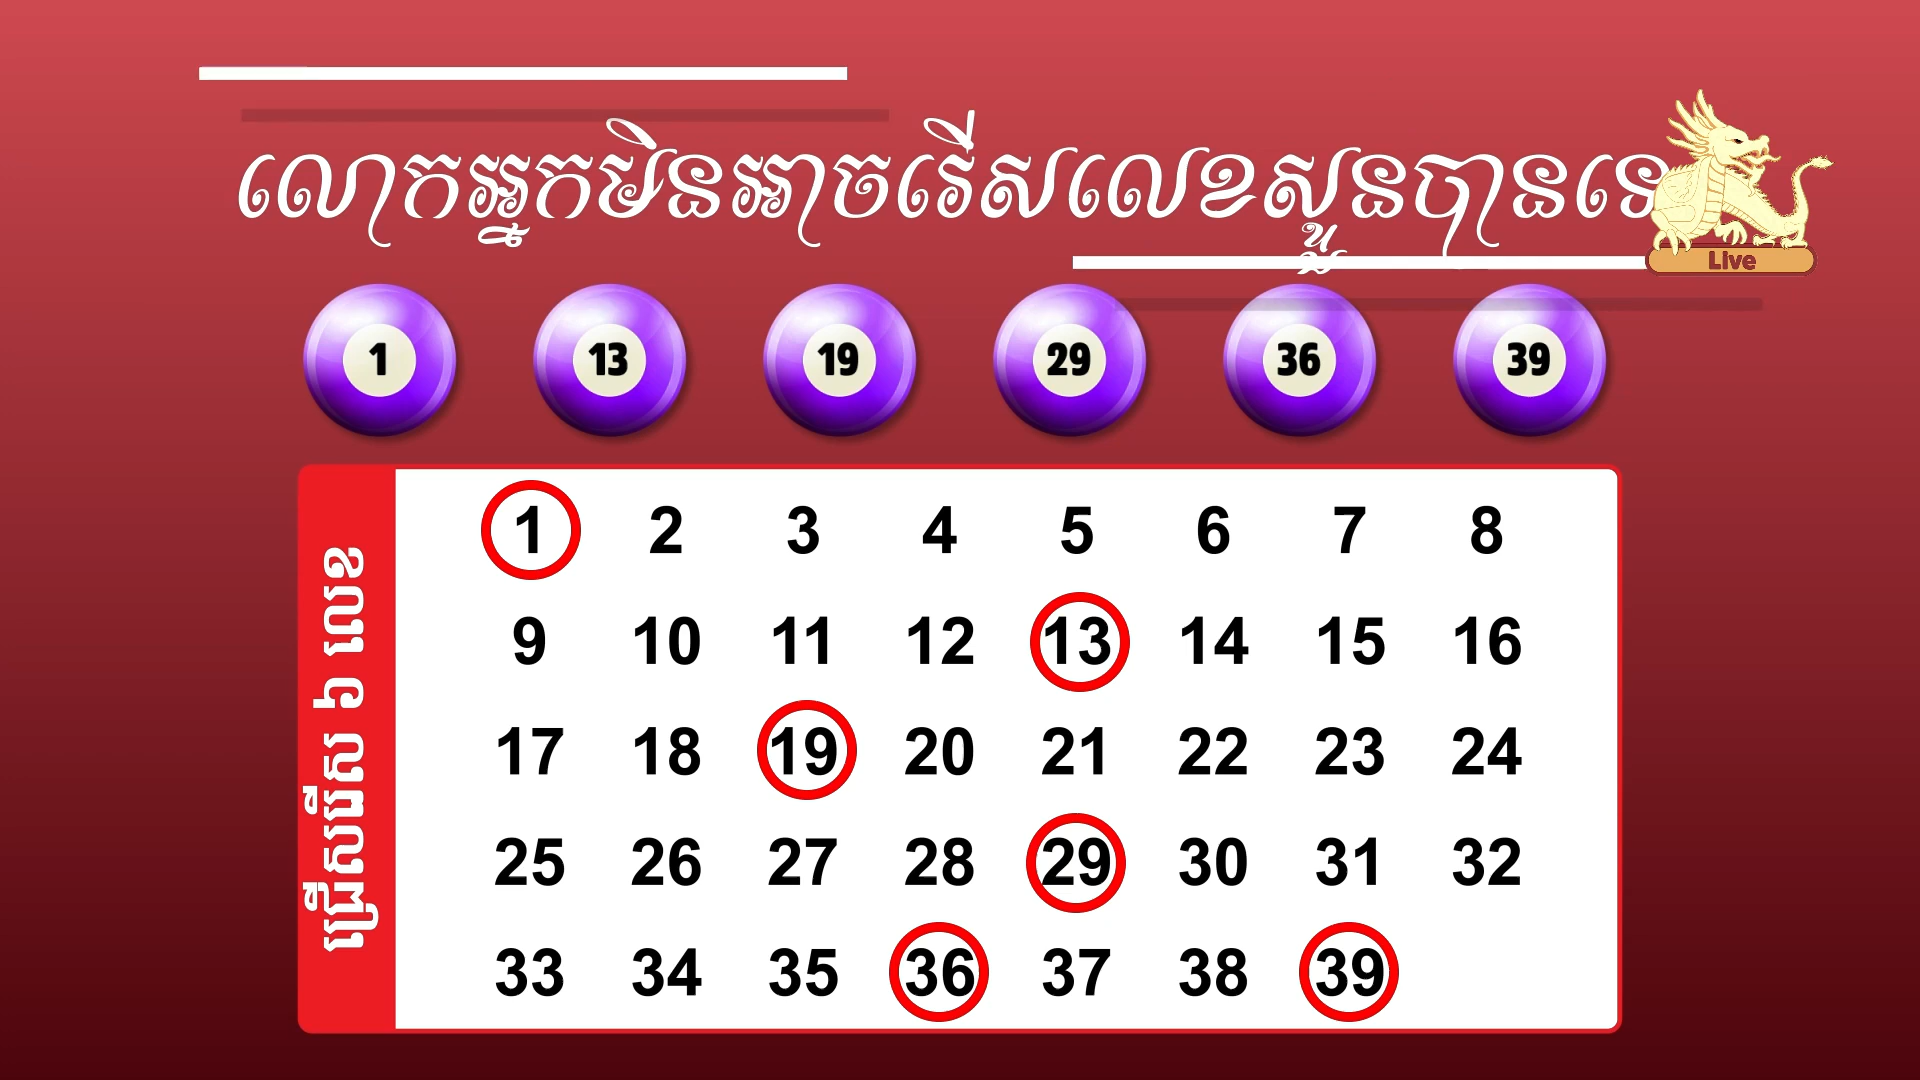 លោកអ្នកមិនអាចរើសលេខស្ទួនបានទេ
Live
1 13 19 29 36 39
ជ្រើសរើស ៦ លេខ
1 2 3 4 5 6 7 8
9 10 11 12 13 14 15 16
17 18 19 20 21 22 23 24
25 26 27 28 29 30 31 32
33 34 35 36 37 38 39